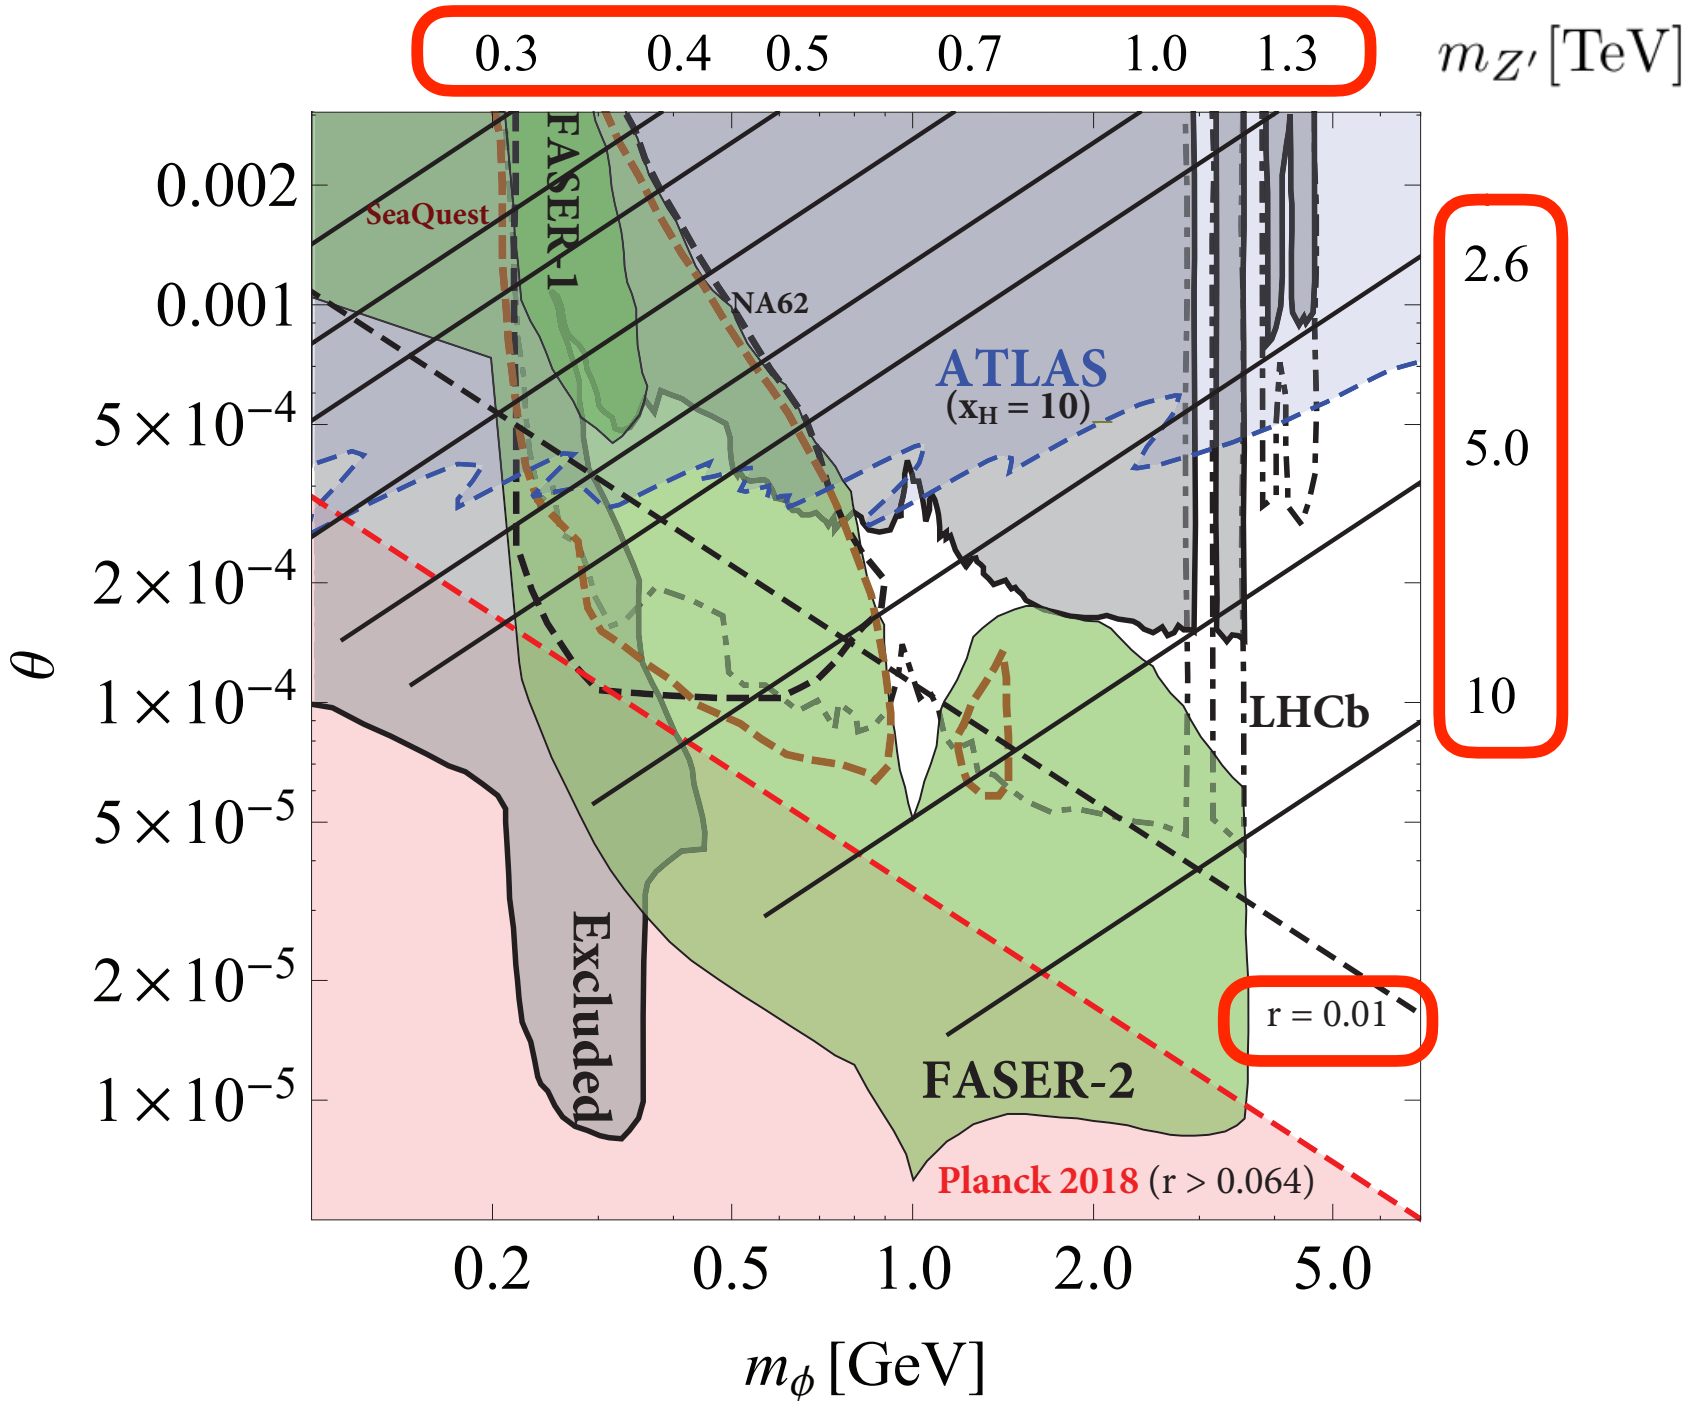 0.3 0.4 0.5 0.7 1.0 1.3 m_{Z′} [TeV]
FASER-1
0.002
SeaQuest
2.6
0.001
NA62
ATLAS
(x_H = 10)
5×10⁻⁴
5.0
2×10⁻⁴
θ
1×10⁻⁴
10
LHCb
5×10⁻⁵
Excluded
2×10⁻⁵
r = 0.01
1×10⁻⁵
FASER-2
Planck 2018 (r > 0.064)
0.2 0.5 1.0 2.0 5.0
m_ϕ [GeV]